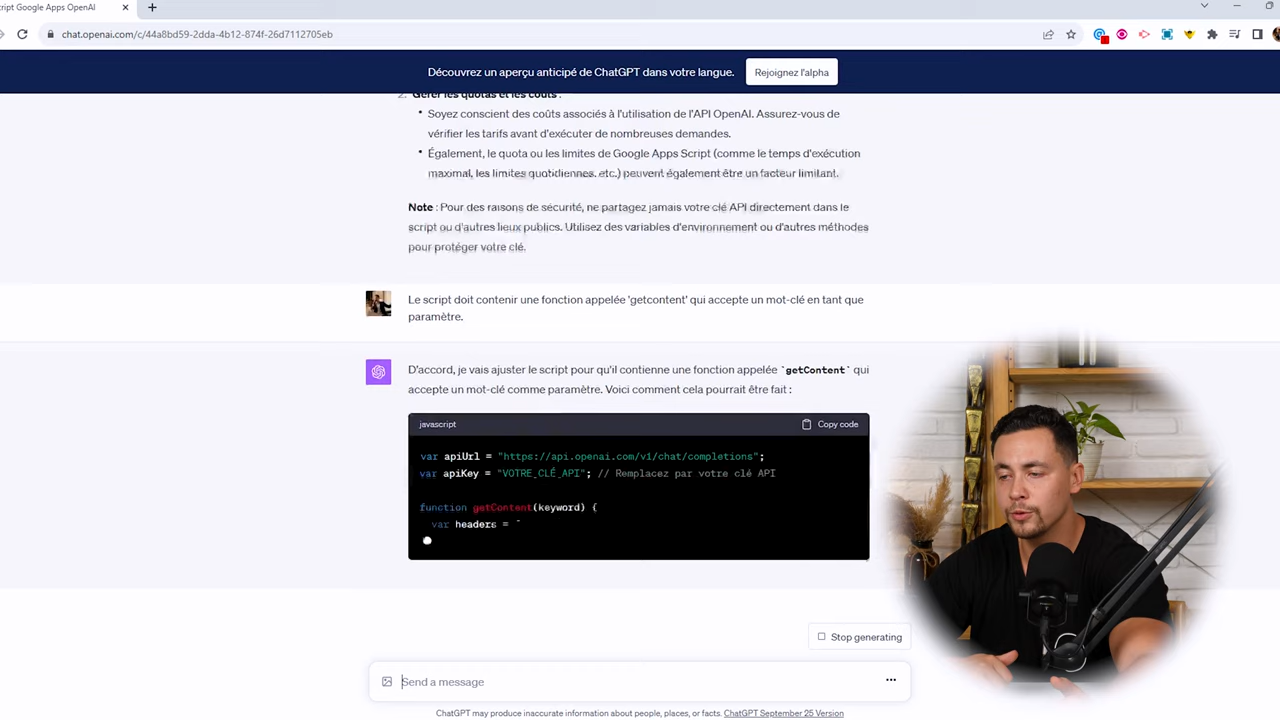 cript Google Apps OpenAI
chat.openai.com/c/44a8bd59-2dda-4b12-874f-26d7112705eb
Découvrez un aperçu anticipé de ChatGPT dans votre langue.
Rejoignez l'alpha
2. Gérer les quotas et les coûts :
• Soyez conscient des coûts associés à l'utilisation de l'API OpenAI. Assurez-vous de
vérifier les tarifs avant d'exécuter de nombreuses demandes.
• Également, le quota ou les limites de Google Apps Script (comme le temps d'exécution
maximal, les limites quotidiennes, etc.) peuvent également être un facteur limitant.
Note : Pour des raisons de sécurité, ne partagez jamais votre clé API directement dans le
script ou d'autres lieux publics. Utilisez des variables d'environnement ou d'autres méthodes
pour protéger votre clé.
Le script doit contenir une fonction appelée 'getcontent' qui accepte un mot-clé en tant que
paramètre.
D'accord, je vais ajuster le script pour qu'il contienne une fonction appelée `getContent` qui
accepte un mot-clé comme paramètre. Voici comment cela pourrait être fait :
javascript
Copy code
var apiUrl = "https://api.openai.com/v1/chat/completions";
var apiKey = "VOTRE_CLÉ_API"; // Remplacez par votre clé API
function getContent(keyword) {
var headers =
Stop generating
Send a message
ChatGPT may produce inaccurate information about people, places, or facts. ChatGPT September 25 Version